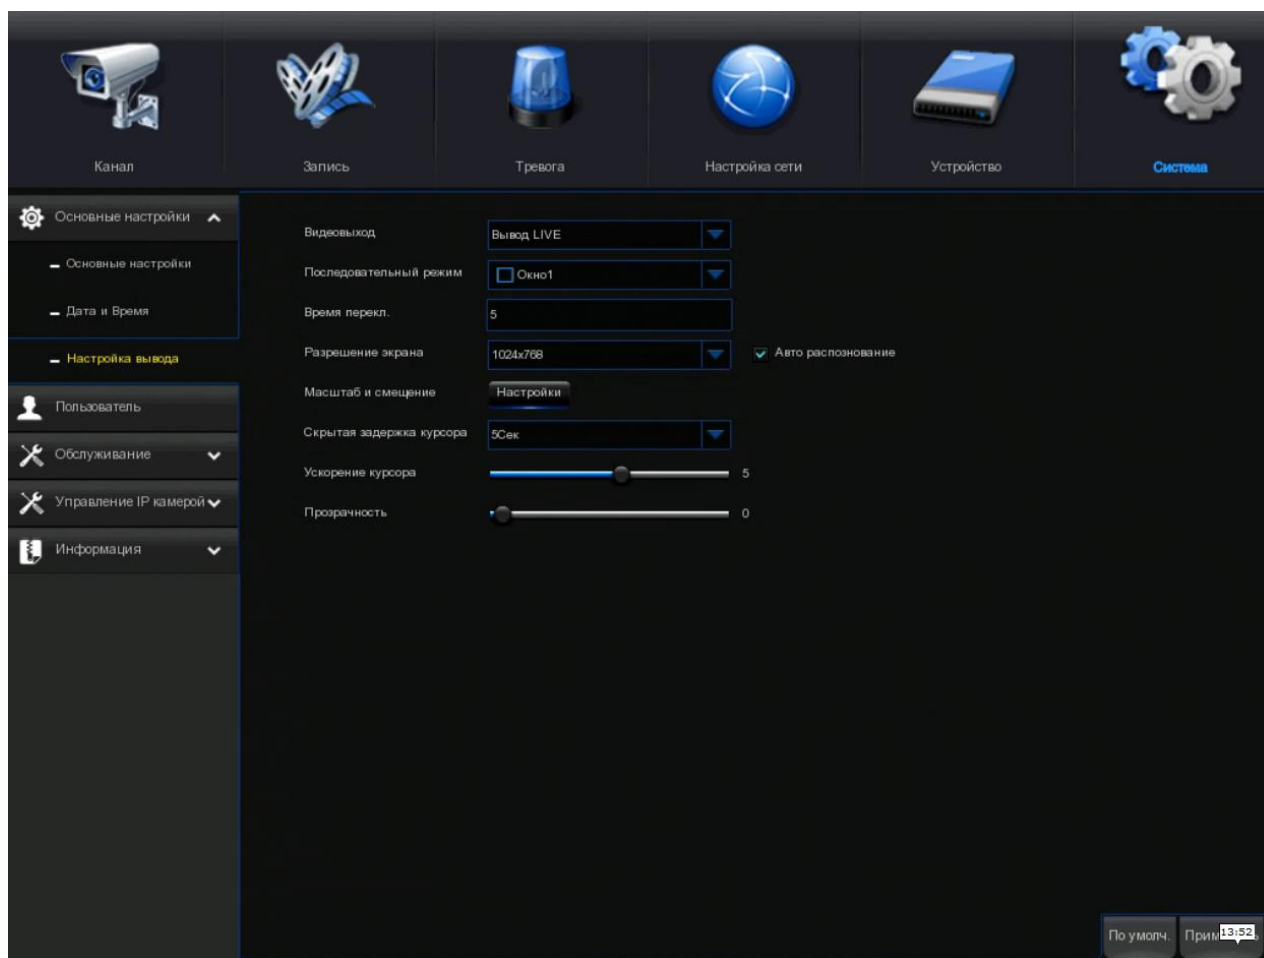 Канал
Запись
Тревога
Настройка сети
Устройство
Система
Основные настройки
Основные настройки
Дата и Время
Настройка вывода
Пользователь
Обслуживание
Управление IP камерой
Информация
Видеовыход
Вывод LIVE
Последовательный режим
Окно1
Время перекл.
5
Разрешение экрана
1024x768
Авто распознование
Масштаб и смещение
Настройки
Скрытая задержка курсора
5Сек
Ускорение курсора
5
Прозрачность
0
По умолч.
13:52